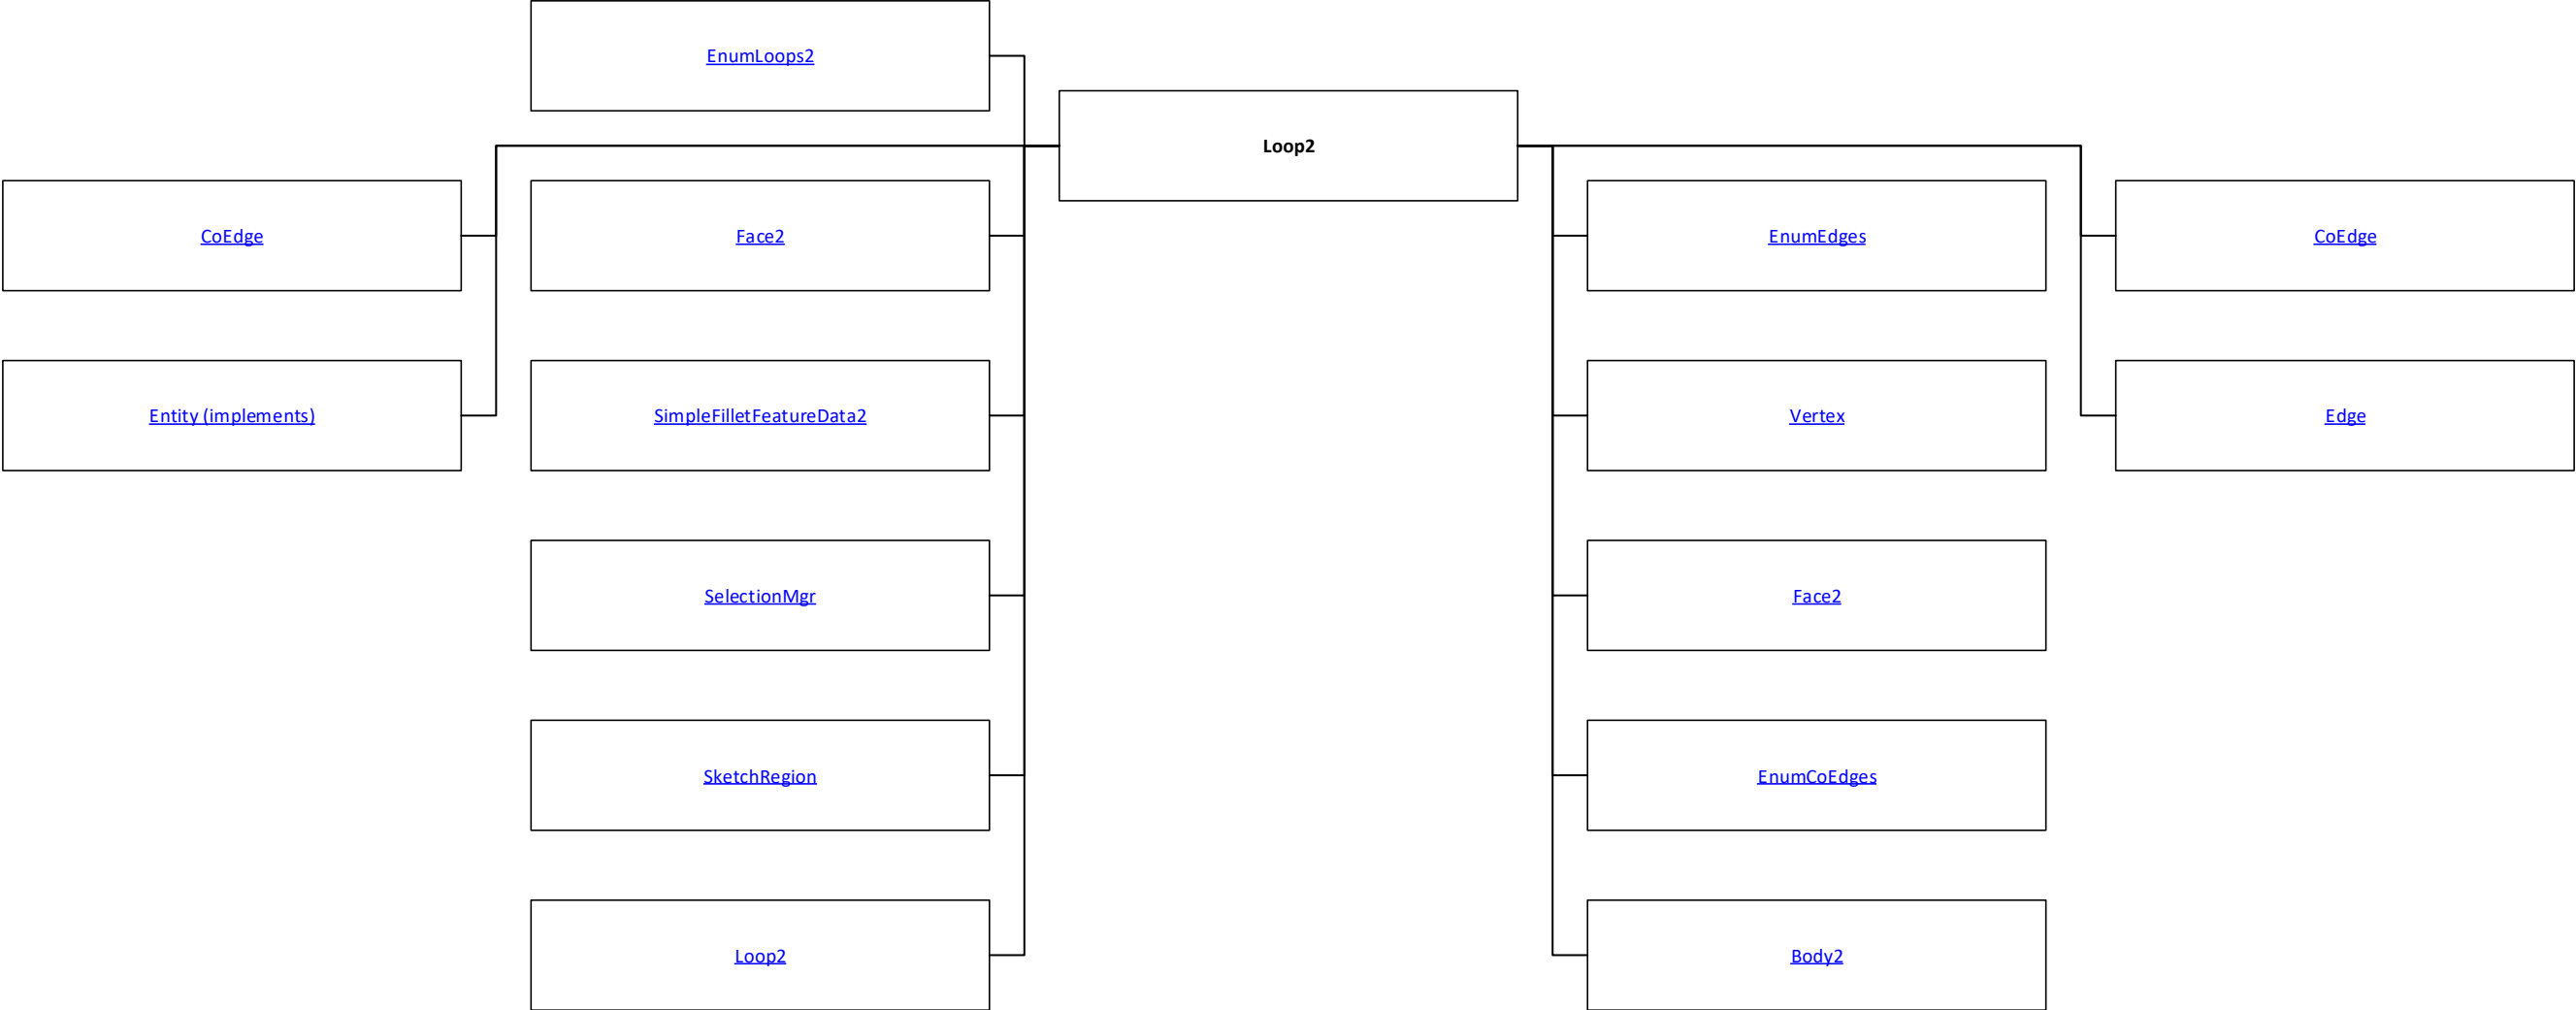 EnumLoops2
Loop2
CoEdge
Face2
EnumEdges
CoEdge
Entity (implements)
SimpleFilletFeatureData2
Vertex
Edge
SelectionMgr
Face2
SketchRegion
EnumCoEdges
Loop2
Body2